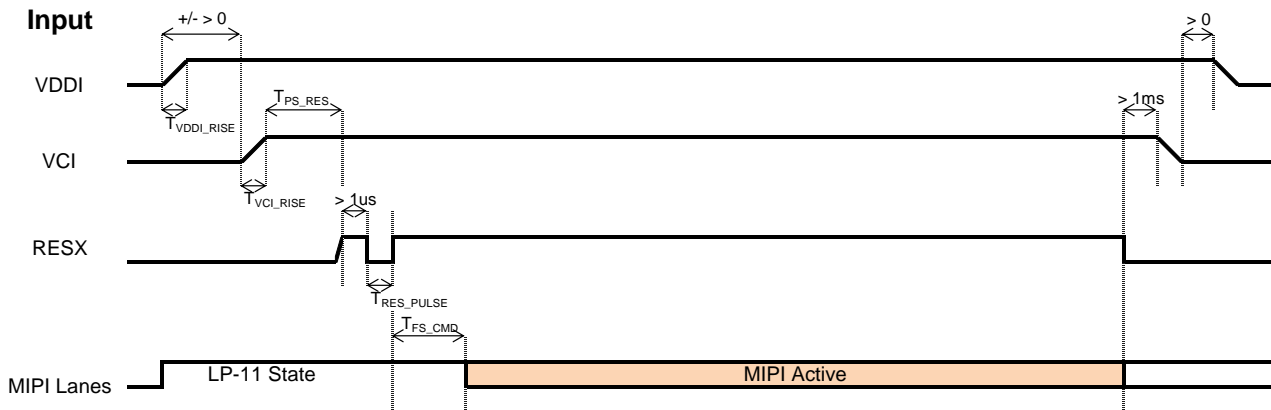 Input
+/- > 0
> 0
VDDI
TVDDI_RISE
TPS_RES
> 1ms
VCI
TVCI_RISE
> 1us
RESX
TRES_PULSE
TFS_CMD
MIPI Lanes
LP-11 State
MIPI Active